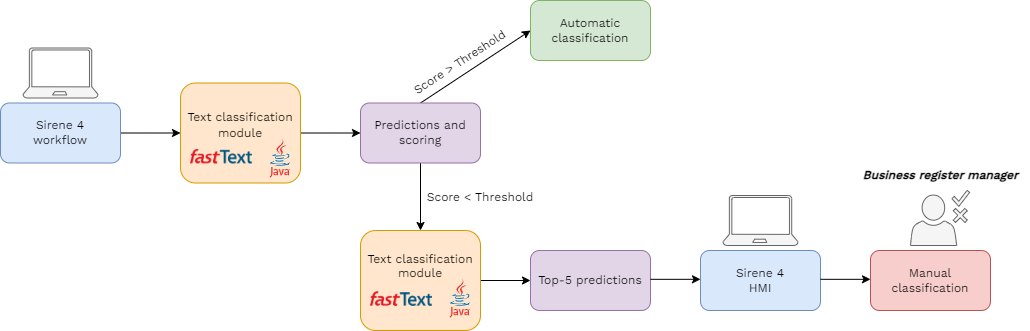 Automatic
classification
Score > Threshold
Sirene 4
workflow
Text classification
module
fastText
Java
Predictions and
scoring
Score < Threshold
Business register manager
Text classification
module
fastText
Java
Top-5 predictions
Sirene 4
HMI
Manual
classification